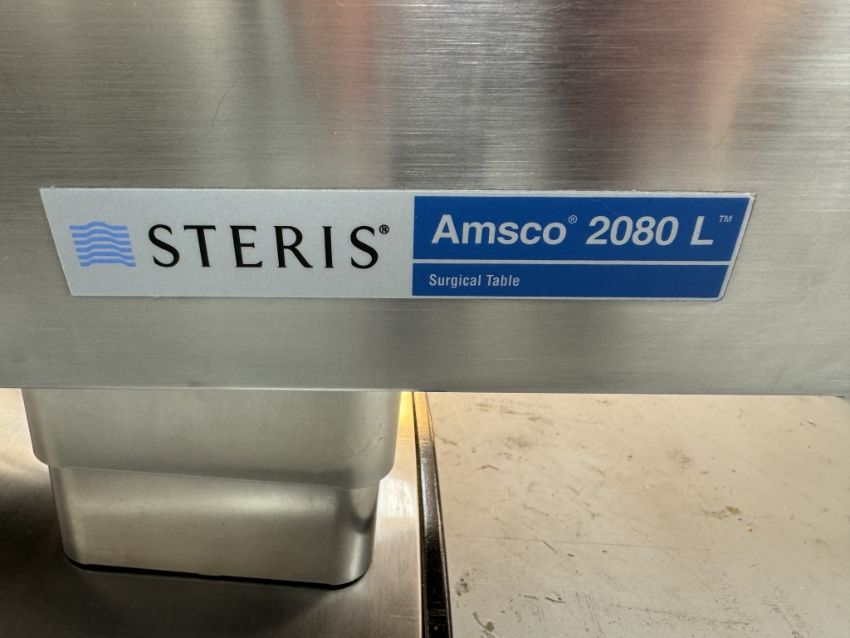 STERIS®
Amsco® 2080 L™
Surgical Table